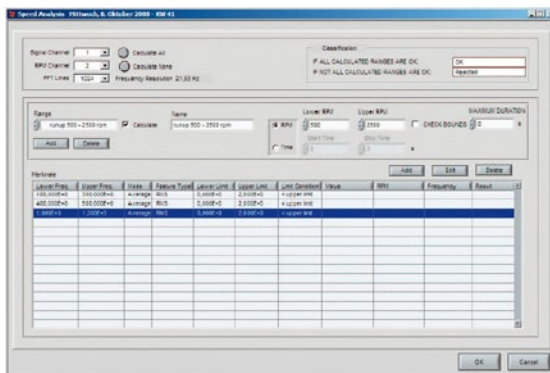 Speed Analysis Mittwoch, 8. Oktober 2008 - KW 41
Signal Channel 1 Calculate All
RPM Channel 2 Calculate None
FFT Lines 1024 Frequency Resolution 21,53 Hz
Classification
IF ALL CALCULATED RANGES ARE OK: OK
IF NOT ALL CALCULATED RANGES ARE OK: Rejected
Range Name Lower RPM Upper RPM MAXIMUM DURATION
runup 500 - 2500 rpm Calculate runup 500 - 2500 rpm RPM 500 2500 CHECK BOUNDS 0 s
Start Time Stop Time
Add Delete Time 0 0 s
Merkmale Add Edit Delete
Lower Freq. Upper Freq. Mode Feature Type Lower Limit Upper Limit Limit Condition Value RPM Frequency Result
100,000E+0 300,000E+0 Average RMS 0,000E+0 2,000E+0 < upper limit
400,000E+0 500,000E+0 Average RMS 0,000E+0 2,000E+0 < upper limit
Average RMS 0,000E+0 2,000E+0 < upper limit
OK Cancel